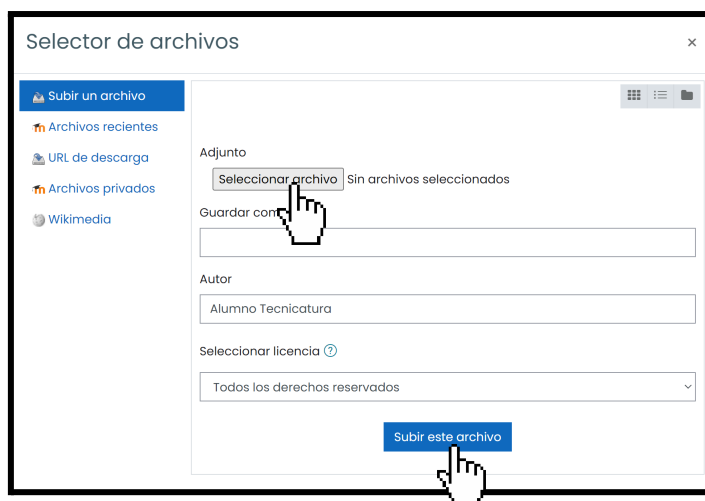 Selector de archivos
×
Subir un archivo
Archivos recientes
URL de descarga
Archivos privados
Wikimedia
Adjunto
Seleccionar archivo Sin archivos seleccionados
Guardar com
Autor
Alumno Tecnicatura
Seleccionar licencia ?
Todos los derechos reservados
Subir este archivo